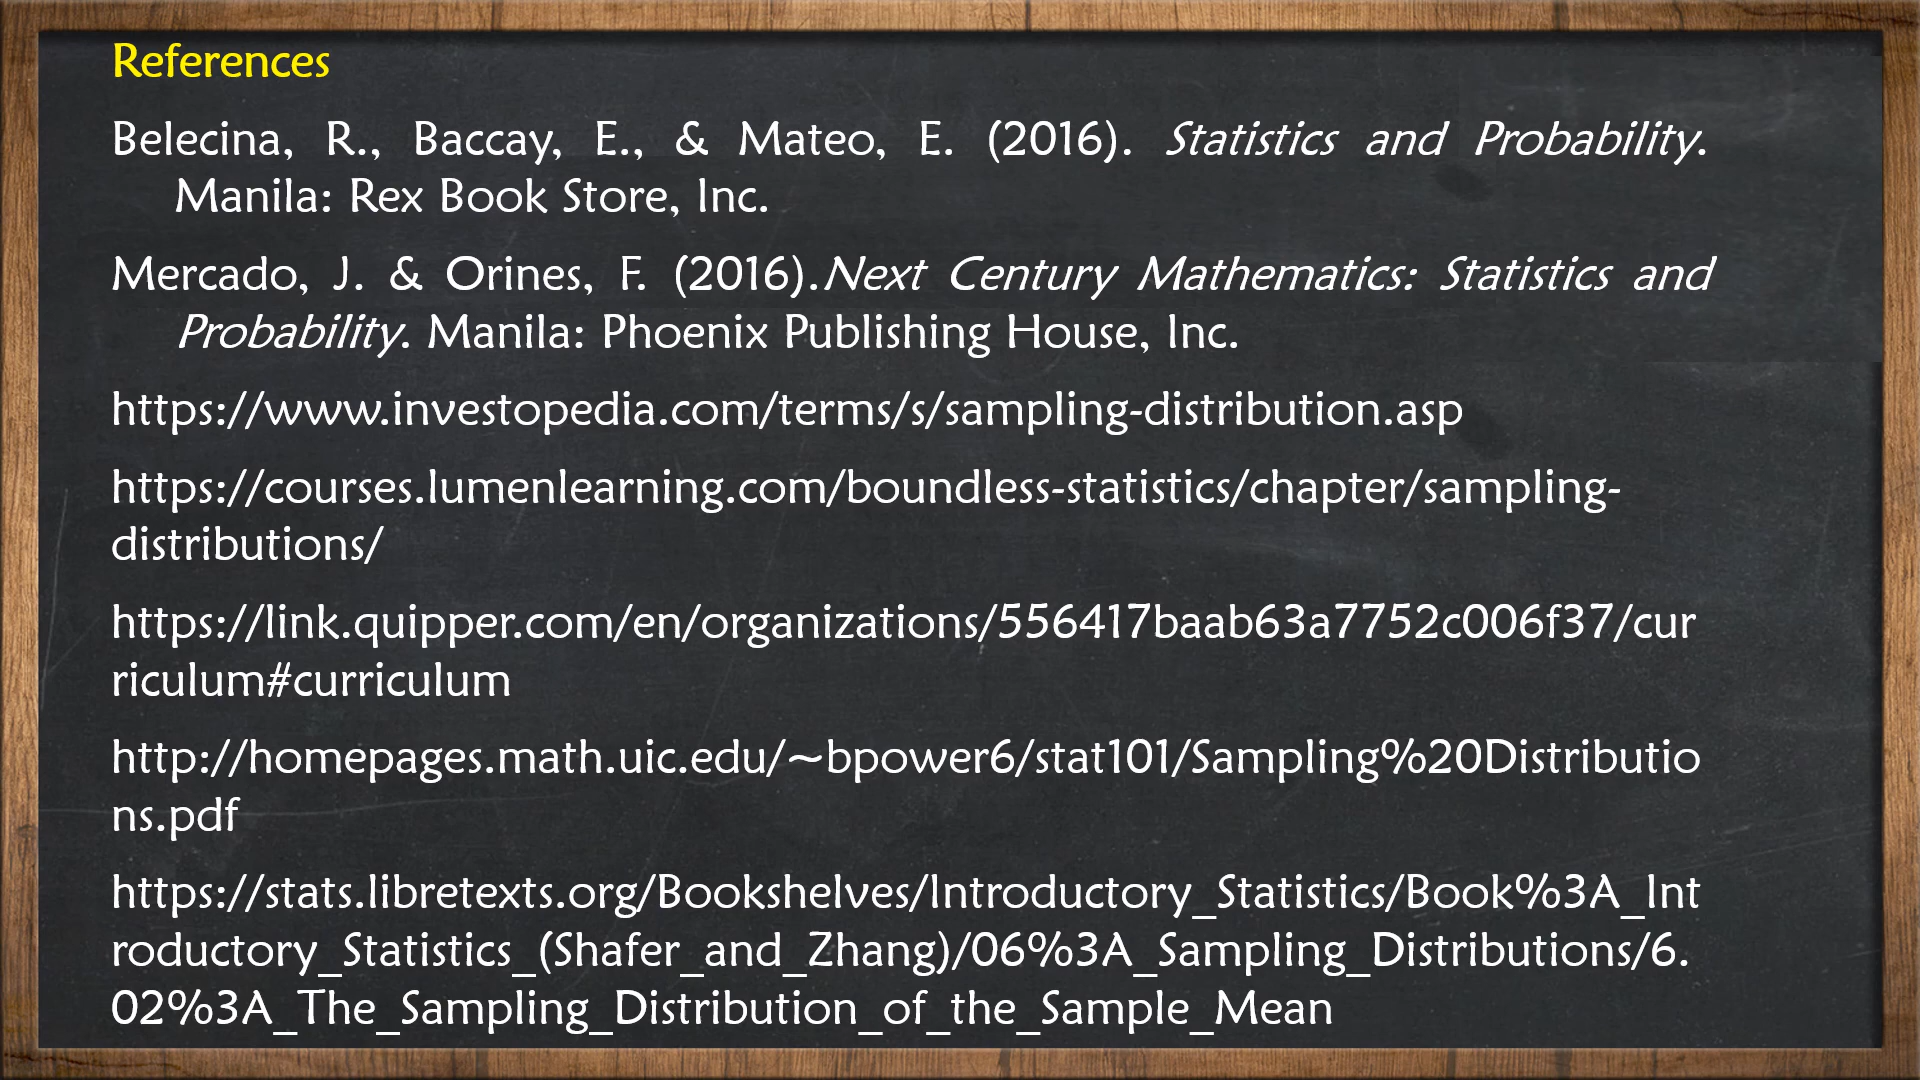 References
Belecina, R., Baccay, E., & Mateo, E. (2016). Statistics and Probability.
Manila: Rex Book Store, Inc.
Mercado, J. & Orines, F. (2016).Next Century Mathematics: Statistics and
Probability. Manila: Phoenix Publishing House, Inc.
https://www.investopedia.com/terms/s/sampling-distribution.asp
https://courses.lumenlearning.com/boundless-statistics/chapter/sampling-
distributions/
https://link.quipper.com/en/organizations/556417baab63a7752c006f37/cur
riculum#curriculum
http://homepages.math.uic.edu/~bpower6/stat101/Sampling%20Distributio
ns.pdf
https://stats.libretexts.org/Bookshelves/Introductory_Statistics/Book%3A_Int
roductory_Statistics_(Shafer_and_Zhang)/06%3A_Sampling_Distributions/6.
02%3A_The_Sampling_Distribution_of_the_Sample_Mean